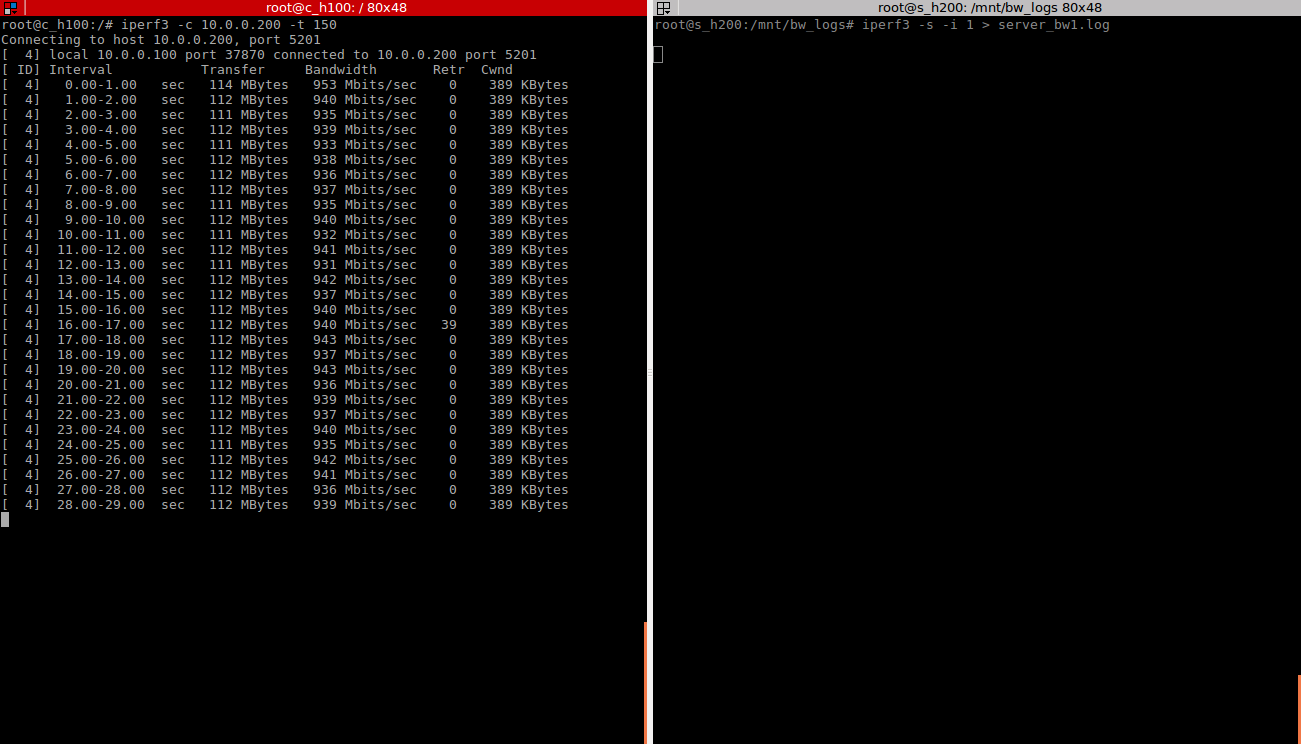 root@c_h100: / 80x48
root@c_h100:/# iperf3 -c 10.0.0.200 -t 150
Connecting to host 10.0.0.200, port 5201
[  4] local 10.0.0.100 port 37870 connected to 10.0.0.200 port 5201
[ ID] Interval           Transfer     Bandwidth       Retr  Cwnd
[  4]   0.00-1.00   sec   114 MBytes   953 Mbits/sec    0    389 KBytes
[  4]   1.00-2.00   sec   112 MBytes   940 Mbits/sec    0    389 KBytes
[  4]   2.00-3.00   sec   111 MBytes   935 Mbits/sec    0    389 KBytes
[  4]   3.00-4.00   sec   112 MBytes   939 Mbits/sec    0    389 KBytes
[  4]   4.00-5.00   sec   111 MBytes   933 Mbits/sec    0    389 KBytes
[  4]   5.00-6.00   sec   112 MBytes   938 Mbits/sec    0    389 KBytes
[  4]   6.00-7.00   sec   112 MBytes   936 Mbits/sec    0    389 KBytes
[  4]   7.00-8.00   sec   112 MBytes   937 Mbits/sec    0    389 KBytes
[  4]   8.00-9.00   sec   111 MBytes   935 Mbits/sec    0    389 KBytes
[  4]   9.00-10.00  sec   112 MBytes   940 Mbits/sec    0    389 KBytes
[  4]  10.00-11.00  sec   111 MBytes   932 Mbits/sec    0    389 KBytes
[  4]  11.00-12.00  sec   112 MBytes   941 Mbits/sec    0    389 KBytes
[  4]  12.00-13.00  sec   111 MBytes   931 Mbits/sec    0    389 KBytes
[  4]  13.00-14.00  sec   112 MBytes   942 Mbits/sec    0    389 KBytes
[  4]  14.00-15.00  sec   112 MBytes   937 Mbits/sec    0    389 KBytes
[  4]  15.00-16.00  sec   112 MBytes   940 Mbits/sec    0    389 KBytes
[  4]  16.00-17.00  sec   112 MBytes   940 Mbits/sec   39    389 KBytes
[  4]  17.00-18.00  sec   112 MBytes   943 Mbits/sec    0    389 KBytes
[  4]  18.00-19.00  sec   112 MBytes   937 Mbits/sec    0    389 KBytes
[  4]  19.00-20.00  sec   112 MBytes   943 Mbits/sec    0    389 KBytes
[  4]  20.00-21.00  sec   112 MBytes   936 Mbits/sec    0    389 KBytes
[  4]  21.00-22.00  sec   112 MBytes   939 Mbits/sec    0    389 KBytes
[  4]  22.00-23.00  sec   112 MBytes   937 Mbits/sec    0    389 KBytes
[  4]  23.00-24.00  sec   112 MBytes   940 Mbits/sec    0    389 KBytes
[  4]  24.00-25.00  sec   111 MBytes   935 Mbits/sec    0    389 KBytes
[  4]  25.00-26.00  sec   112 MBytes   942 Mbits/sec    0    389 KBytes
[  4]  26.00-27.00  sec   112 MBytes   941 Mbits/sec    0    389 KBytes
[  4]  27.00-28.00  sec   112 MBytes   936 Mbits/sec    0    389 KBytes
[  4]  28.00-29.00  sec   112 MBytes   939 Mbits/sec    0    389 KBytes
root@s_h200: /mnt/bw_logs 80x48
root@s_h200:/mnt/bw_logs# iperf3 -s -i 1 > server_bw1.log